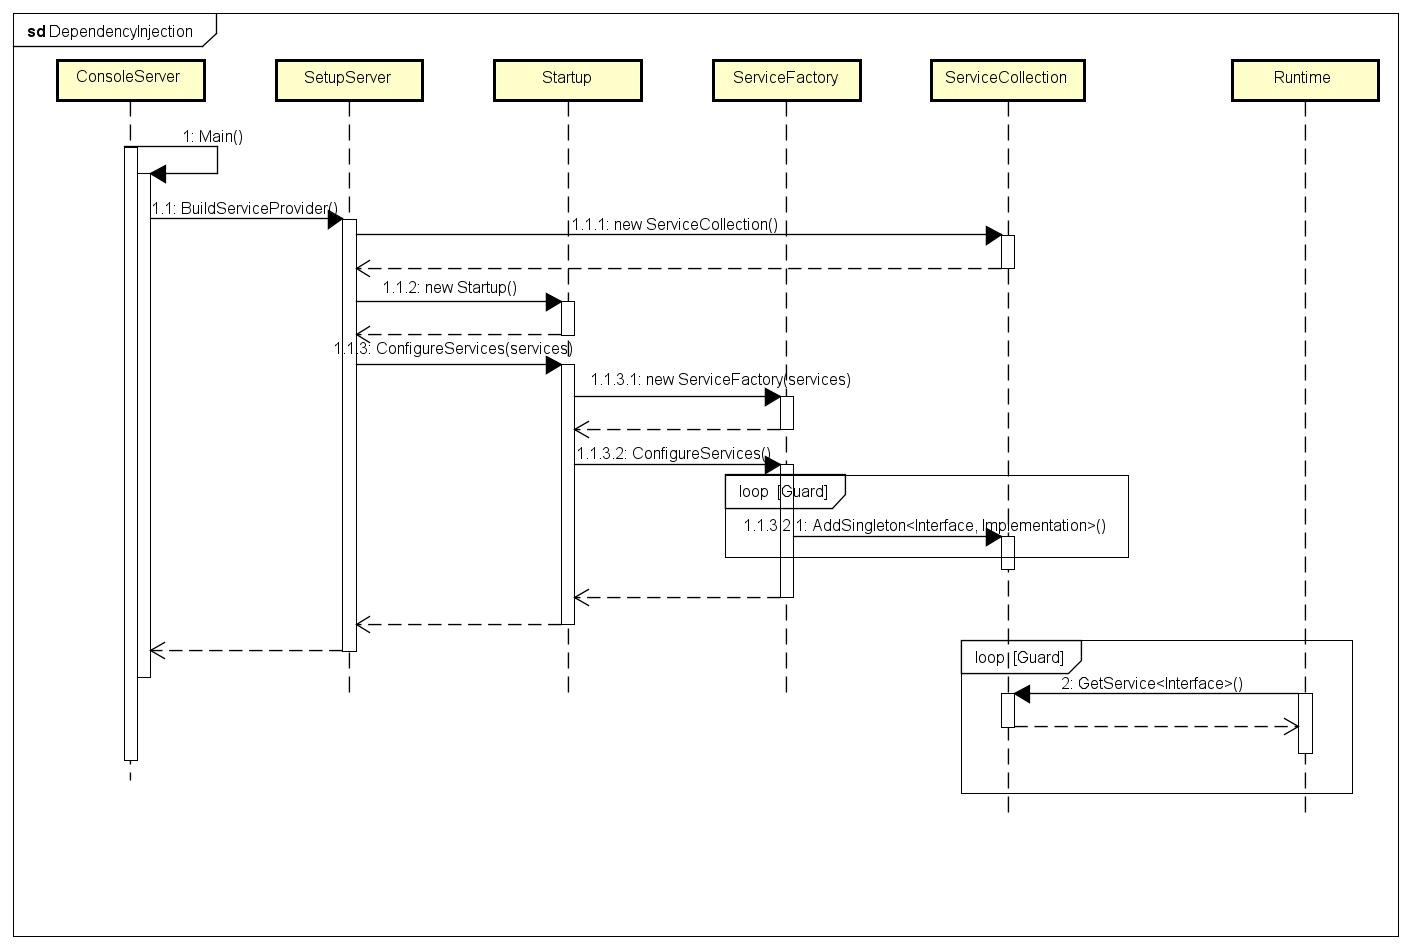 sd DependencyInjection
ConsoleServer
SetupServer
Startup
ServiceFactory
ServiceCollection
Runtime
1: Main()
1.1: BuildServiceProvider()
1.1.1: new ServiceCollection()
1.1.2: new Startup()
1.1.3: ConfigureServices(services)
1.1.3.1: new ServiceFactory(services)
1.1.3.2: ConfigureServices()
loop [Guard]
1.1.3.2.1: AddSingleton<Interface, Implementation>()
loop [Guard]
2: GetService<Interface>()